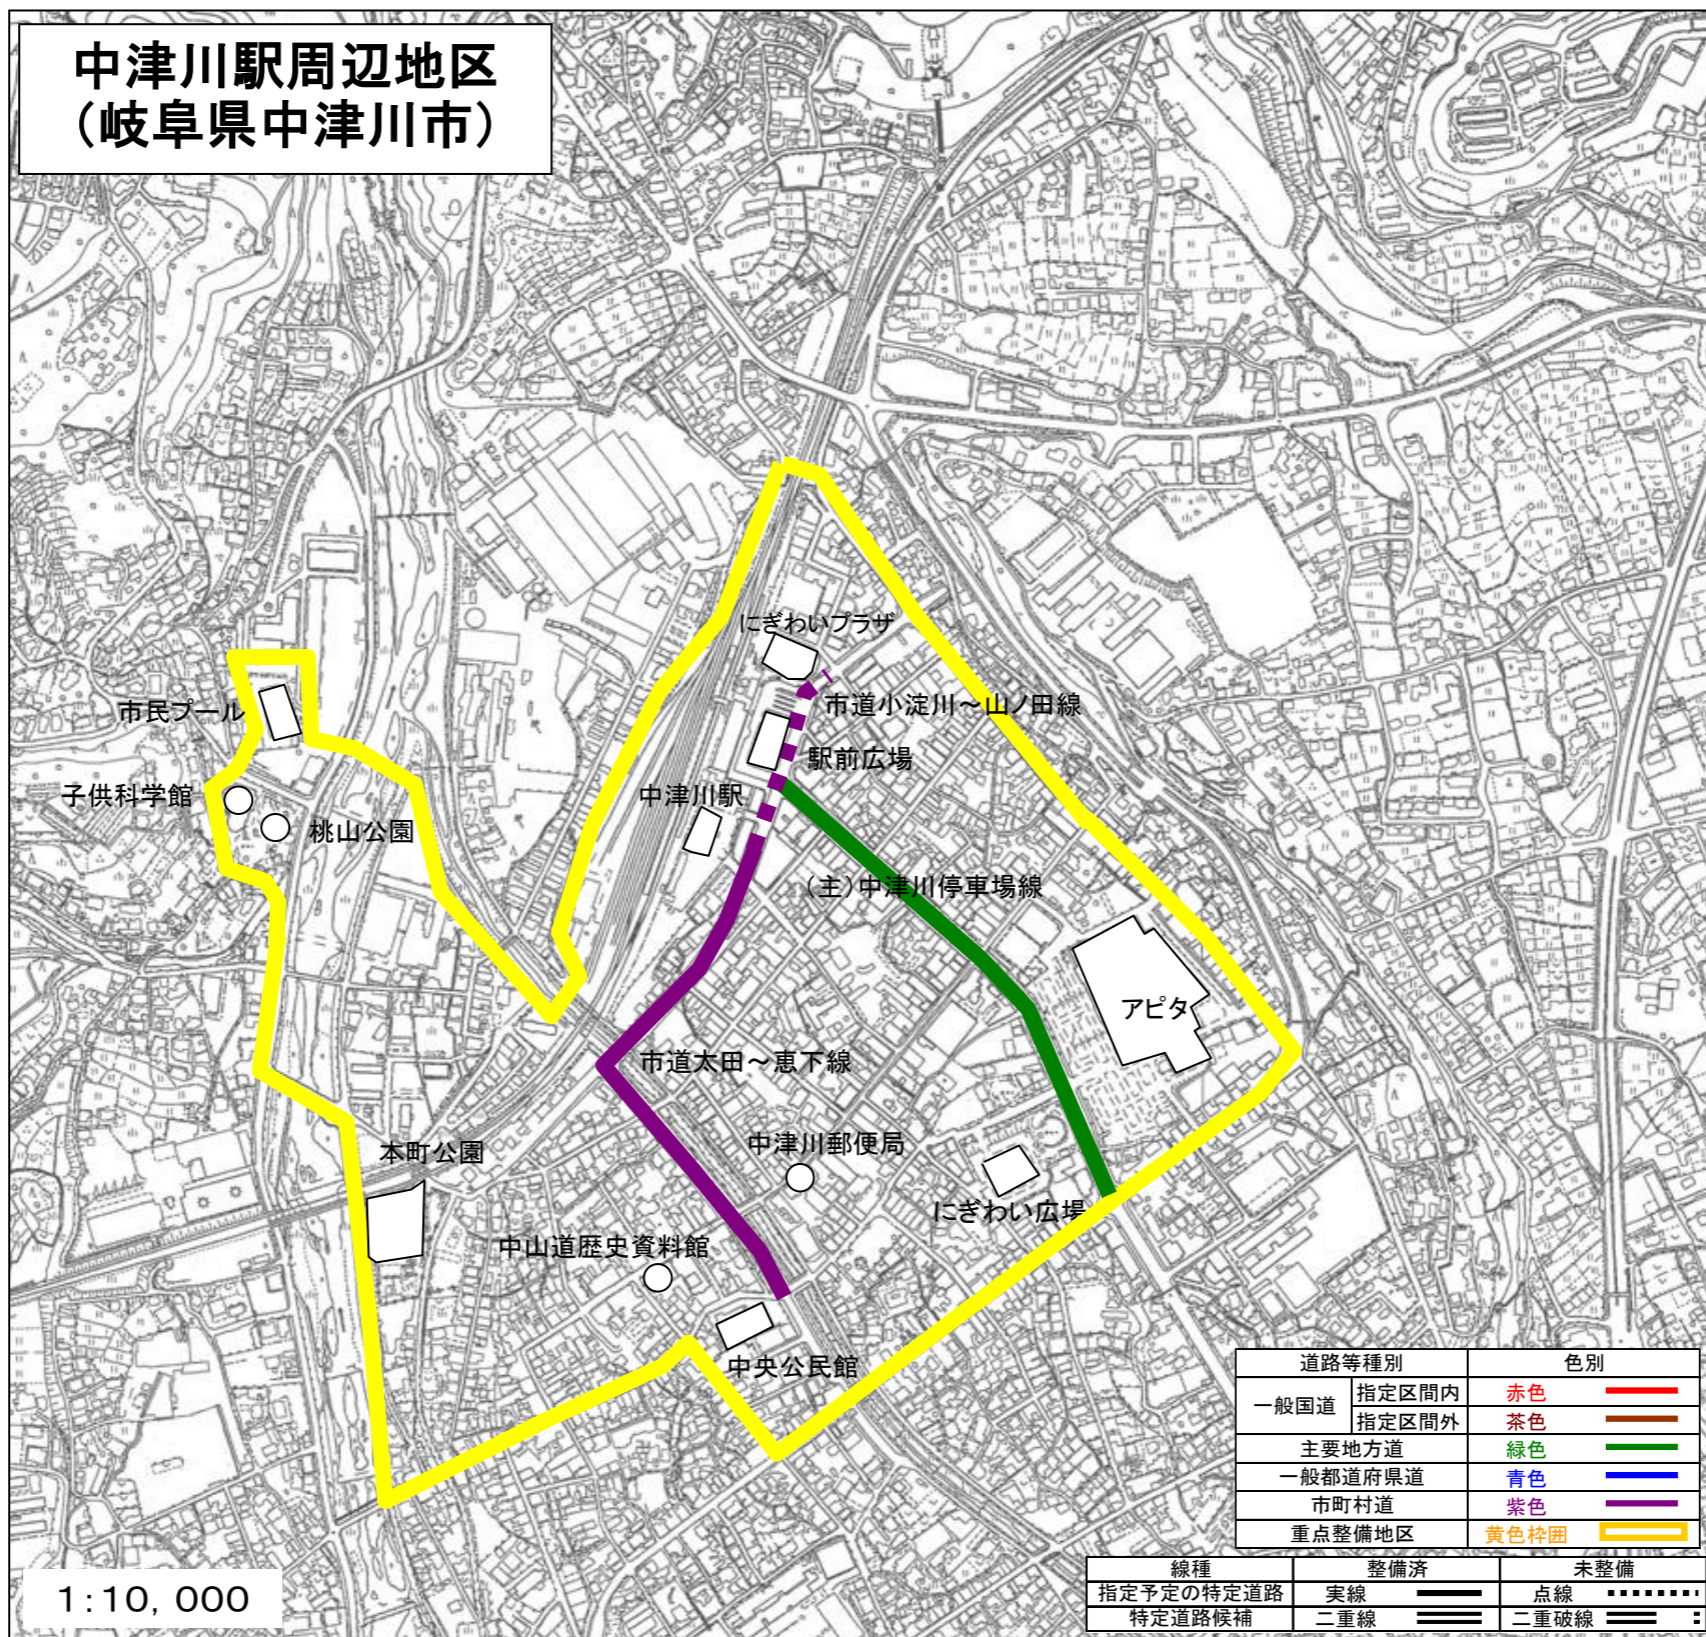 中津川駅周辺地区
（岐阜県中津川市）
にぎわいプラザ
市民プール
市道小淀川～山ノ田線
駅前広場
子供科学館
中津川駅
桃山公園
（主）中津川停車場線
アピタ
市道太田～恵下線
本町公園
中津川郵便局
にぎわい広場
中山道歴史資料館
中央公民館
道路等種別 色別
一般国道 指定区間内 赤色
指定区間外 茶色
主要地方道 緑色
一般都道府県道 青色
市町村道 紫色
重点整備地区 黄色枠囲
線種 整備済 未整備
指定予定の特定道路 実線 点線
特定道路候補 二重線 二重破線
1:10,000